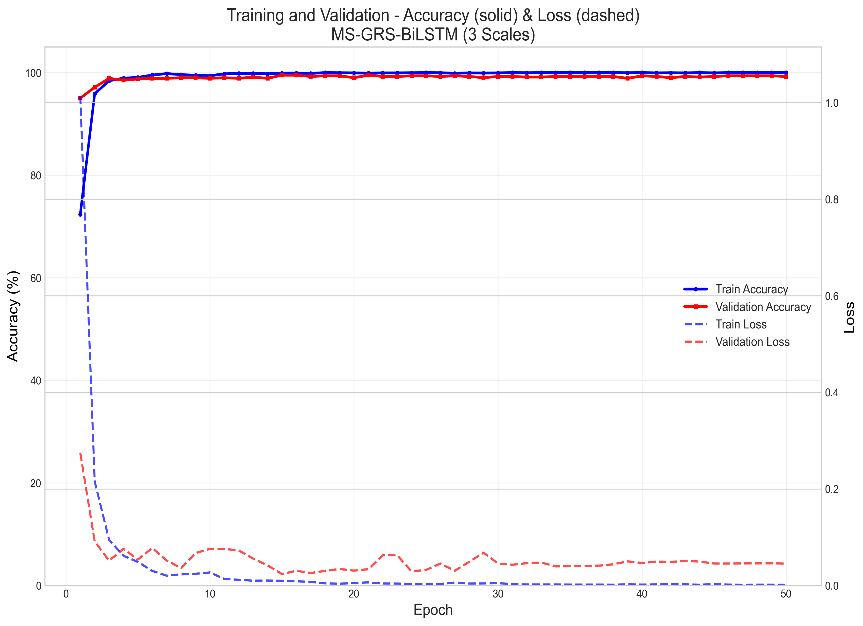 Training and Validation - Accuracy (solid) & Loss (dashed)
MS-GRS-BiLSTM (3 Scales)
Accuracy (%)
100
80
60
40
20
0
1.0
0.8
0.6
0.4
0.2
0.0
Loss
Train Accuracy
Validation Accuracy
Train Loss
Validation Loss
0 10 20 30 40 50
Epoch